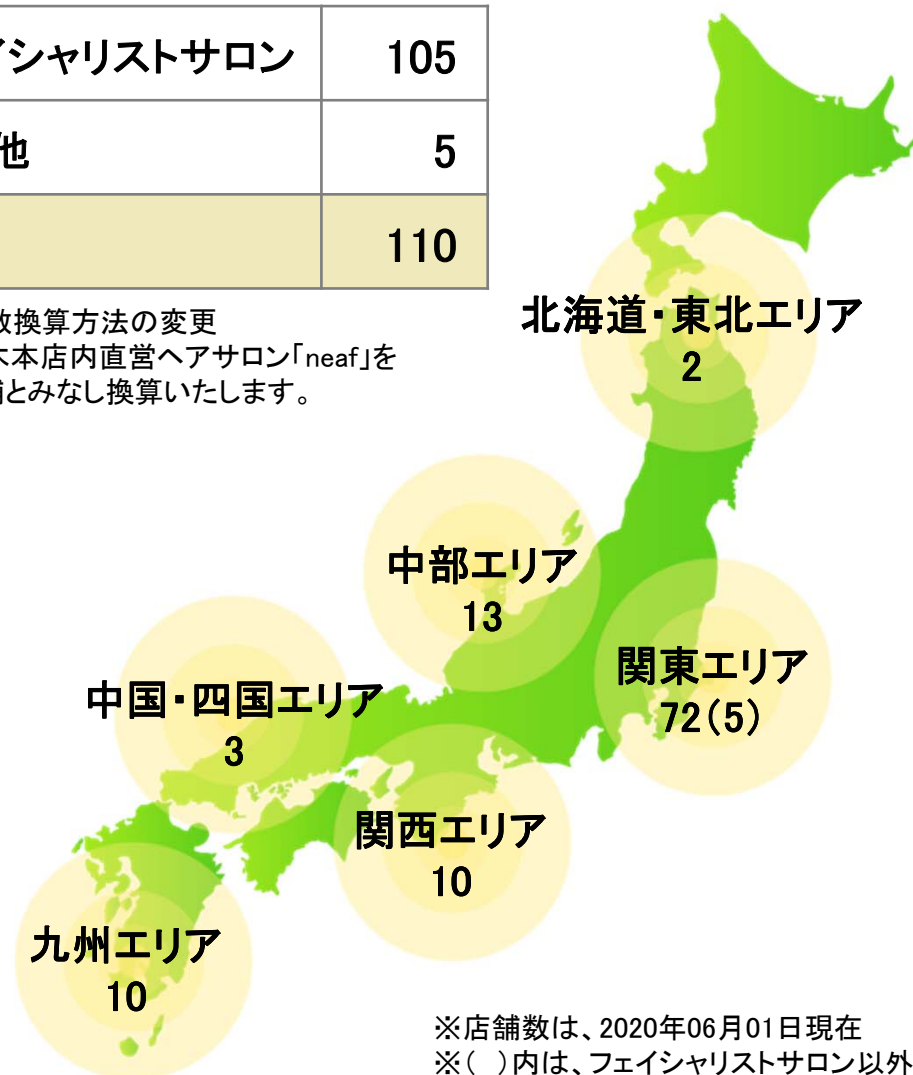 イシャリストサロン 105
他 5
110
数換算方法の変更
木本店内直営ヘアサロン「neaf」を
舗とみなし換算いたします。
北海道・東北エリア
2
中部エリア
13
関東エリア
72(5)
中国・四国エリア
3
関西エリア
10
九州エリア
10
※店舗数は、2020年06月01日現在
※( )内は、フェイシャリストサロン以外